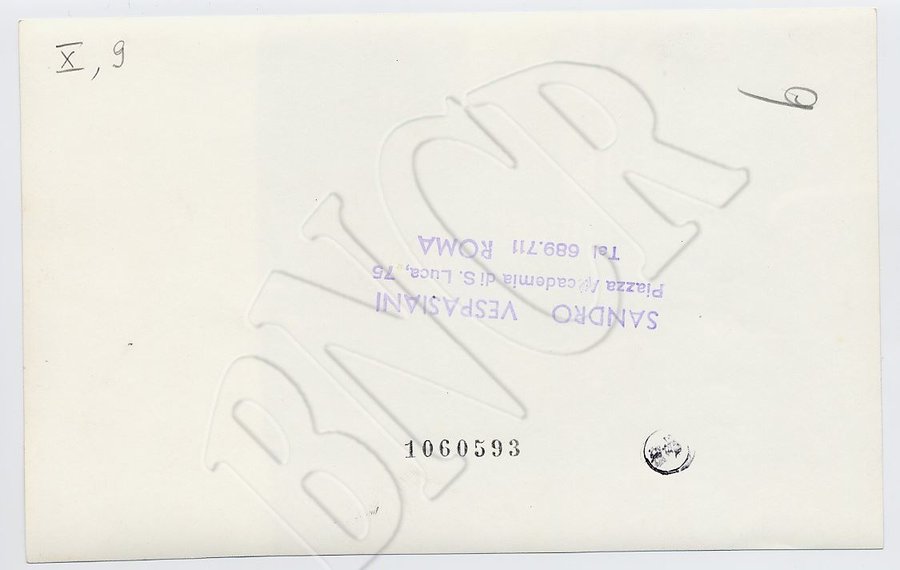 X, 9
6
BNCR
SANDRO VESPASIANI
Piazza Accademia di S. Luca, 75
Tel 689.711 ROMA
1060593